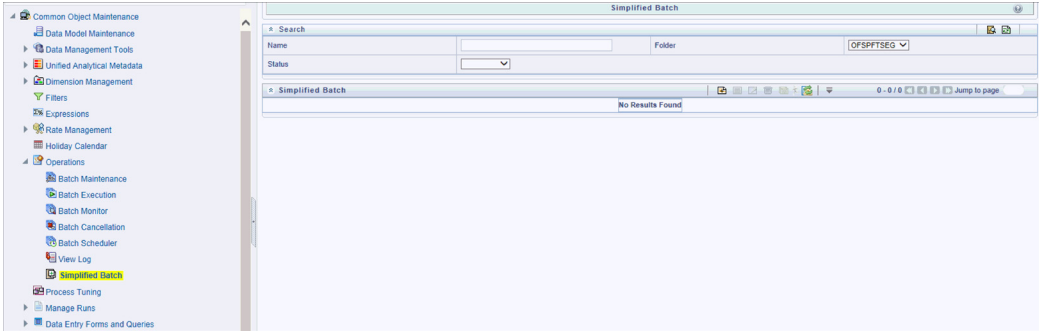 Common Object Maintenance
Data Model Maintenance
Data Management Tools
Unified Analytical Metadata
Dimension Management
Filters
Expressions
Rate Management
Holiday Calendar
Operations
Batch Maintenance
Batch Execution
Batch Monitor
Batch Cancellation
Batch Scheduler
View Log
Simplified Batch
Process Tuning
Manage Runs
Data Entry Forms and Queries
Simplified Batch
Search
Name Folder OFSPFTSEG
Status
Simplified Batch 0 - 0 / 0 Jump to page
No Results Found